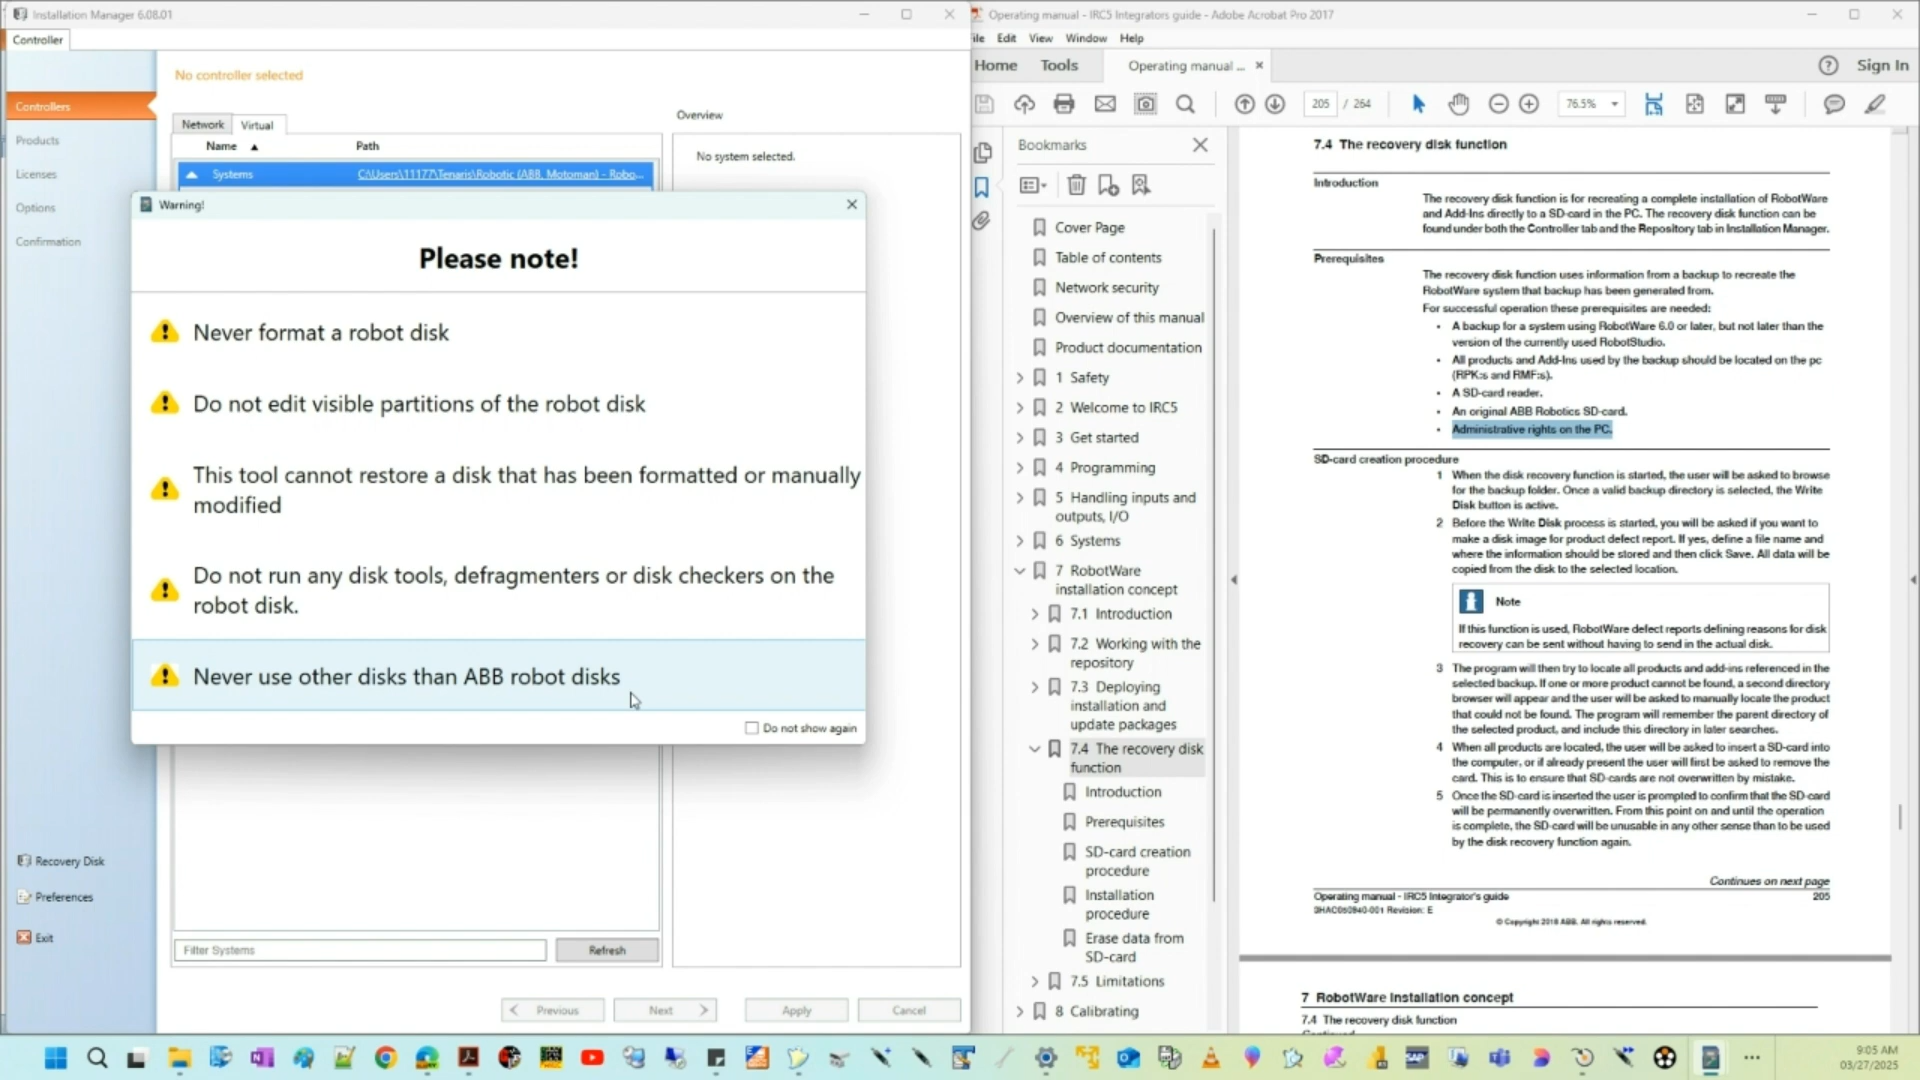 Installation Manager 6.08.01
Controller
No controller selected
Controllers
Products
Licenses
Options
Confirmation
Network
Virtual
Name
Path
Systems
C:\Users\11177\Tenaris\Robotic (ABB, Motoman) - Robo...
Overview
No system selected.
Warning!
Please note!
Never format a robot disk
Do not edit visible partitions of the robot disk
This tool cannot restore a disk that has been formatted or manually
modified
Do not run any disk tools, defragmenters or disk checkers on the
robot disk.
Never use other disks than ABB robot disks
Do not show again
Recovery Disk
Preferences
Exit
Filter Systems
Refresh
< Previous
Next >
Apply
Cancel
Operating manual - IRC5 Integrators guide - Adobe Acrobat Pro 2017
ile Edit View Window Help
Home
Tools
Operating manual ...
Sign In
205 / 264
76.5%
Bookmarks
Cover Page
Table of contents
Network security
Overview of this manual
Product documentation
1 Safety
2 Welcome to IRC5
3 Get started
4 Programming
5 Handling inputs and
outputs, I/O
6 Systems
7 RobotWare
installation concept
7.1 Introduction
7.2 Working with the
repository
7.3 Deploying
installation and
update packages
7.4 The recovery disk
function
Introduction
Prerequisites
SD-card creation
procedure
Installation
procedure
Erase data from
SD-card
7.5 Limitations
8 Calibrating
7.4 The recovery disk function
Introduction
The recovery disk function is for recreating a complete installation of RobotWare
and Add-Ins directly to a SD-card in the PC. The recovery disk function can be
found under both the Controller tab and the Repository tab in Installation Manager.
Prerequisites
The recovery disk function uses information from a backup to recreate the
RobotWare system that backup has been generated from.
For successful operation these prerequisites are needed:
• A backup for a system using RobotWare 6.0 or later, but not later than the
version of the currently used RobotStudio.
• All products and Add-Ins used by the backup should be located on the pc
(RPK:s and RMF:s).
• A SD-card reader.
• An original ABB Robotics SD-card.
• Administrative rights on the PC.
SD-card creation procedure
1 When the disk recovery function is started, the user will be asked to browse
for the backup folder. Once a valid backup directory is selected, the Write
Disk button is active.
2 Before the Write Disk process is started, you will be asked if you want to
make a disk image for product defect report. If yes, define a file name and
where the information should be stored and then click Save. All data will be
copied from the disk to the selected location.
Note
If this function is used, RobotWare defect reports defining reasons for disk
recovery can be sent without having to send in the actual disk.
3 The program will then try to locate all products and add-ins referenced in the
selected backup. If one or more product cannot be found, a second directory
browser will appear and the user will be asked to manually locate the product
that could not be found. The program will remember the parent directory of
the selected product, and include this directory in later searches.
4 When all products are located, the user will be asked to insert a SD-card into
the computer, or if already present the user will first be asked to remove the
card. This is to ensure that SD-cards are not overwritten by mistake.
5 Once the SD-card is inserted the user is prompted to confirm that the SD-card
will be permanently overwritten. From this point on and until the operation
is complete, the SD-card will be unusable in any other sense than to be used
by the disk recovery function again.
Continues on next page
Operating manual - IRC5 Integrator's guide
205
3HAC050940-001 Revision: E
© Copyright 2018 ABB. All rights reserved.
7 RobotWare installation concept
7.4 The recovery disk function
9:05 AM
03/27/2025